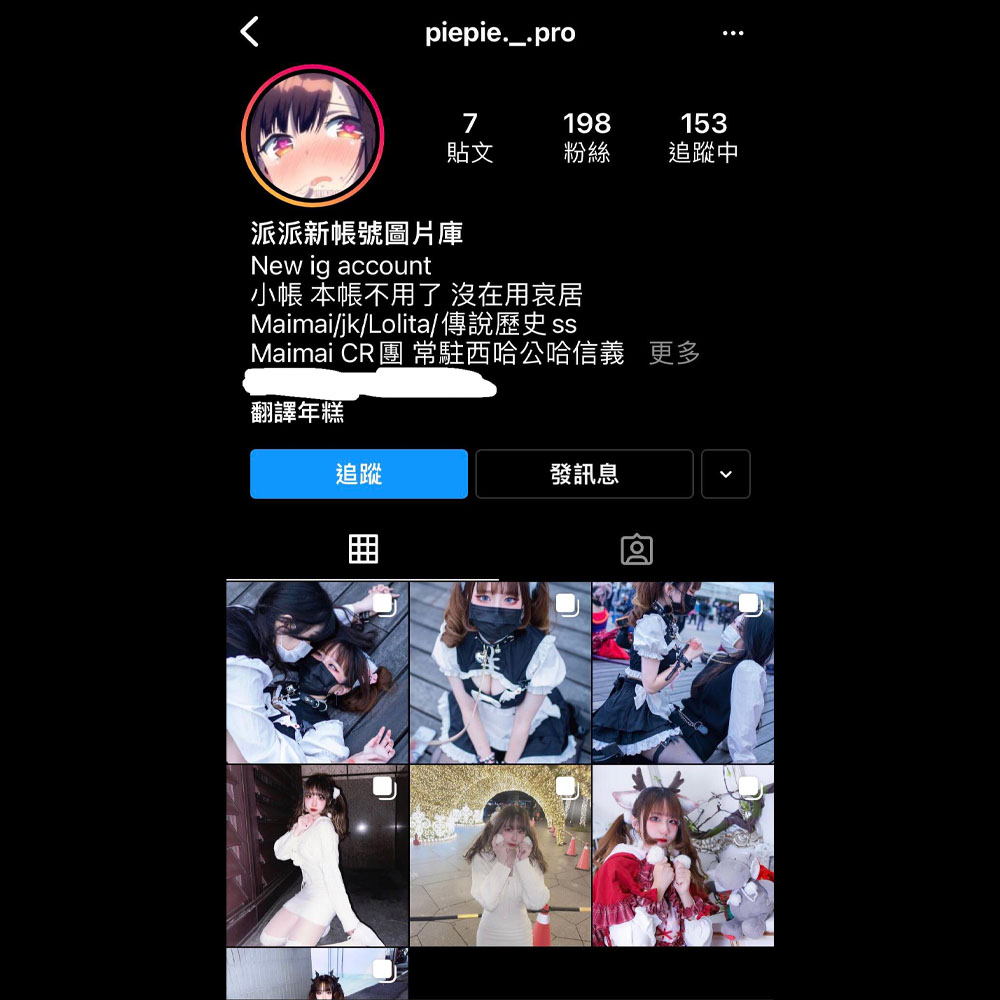 piepie._.pro
7
198
153
貼文
粉絲
追蹤中
派派新帳號圖片庫
New ig account
小帳 本帳不用了 沒在用哀居
Maimai/jk/Lolita/傳說歷史ss
Maimai CR團 常駐西哈公哈信義 更多
翻譯年糕
追蹤
發訊息